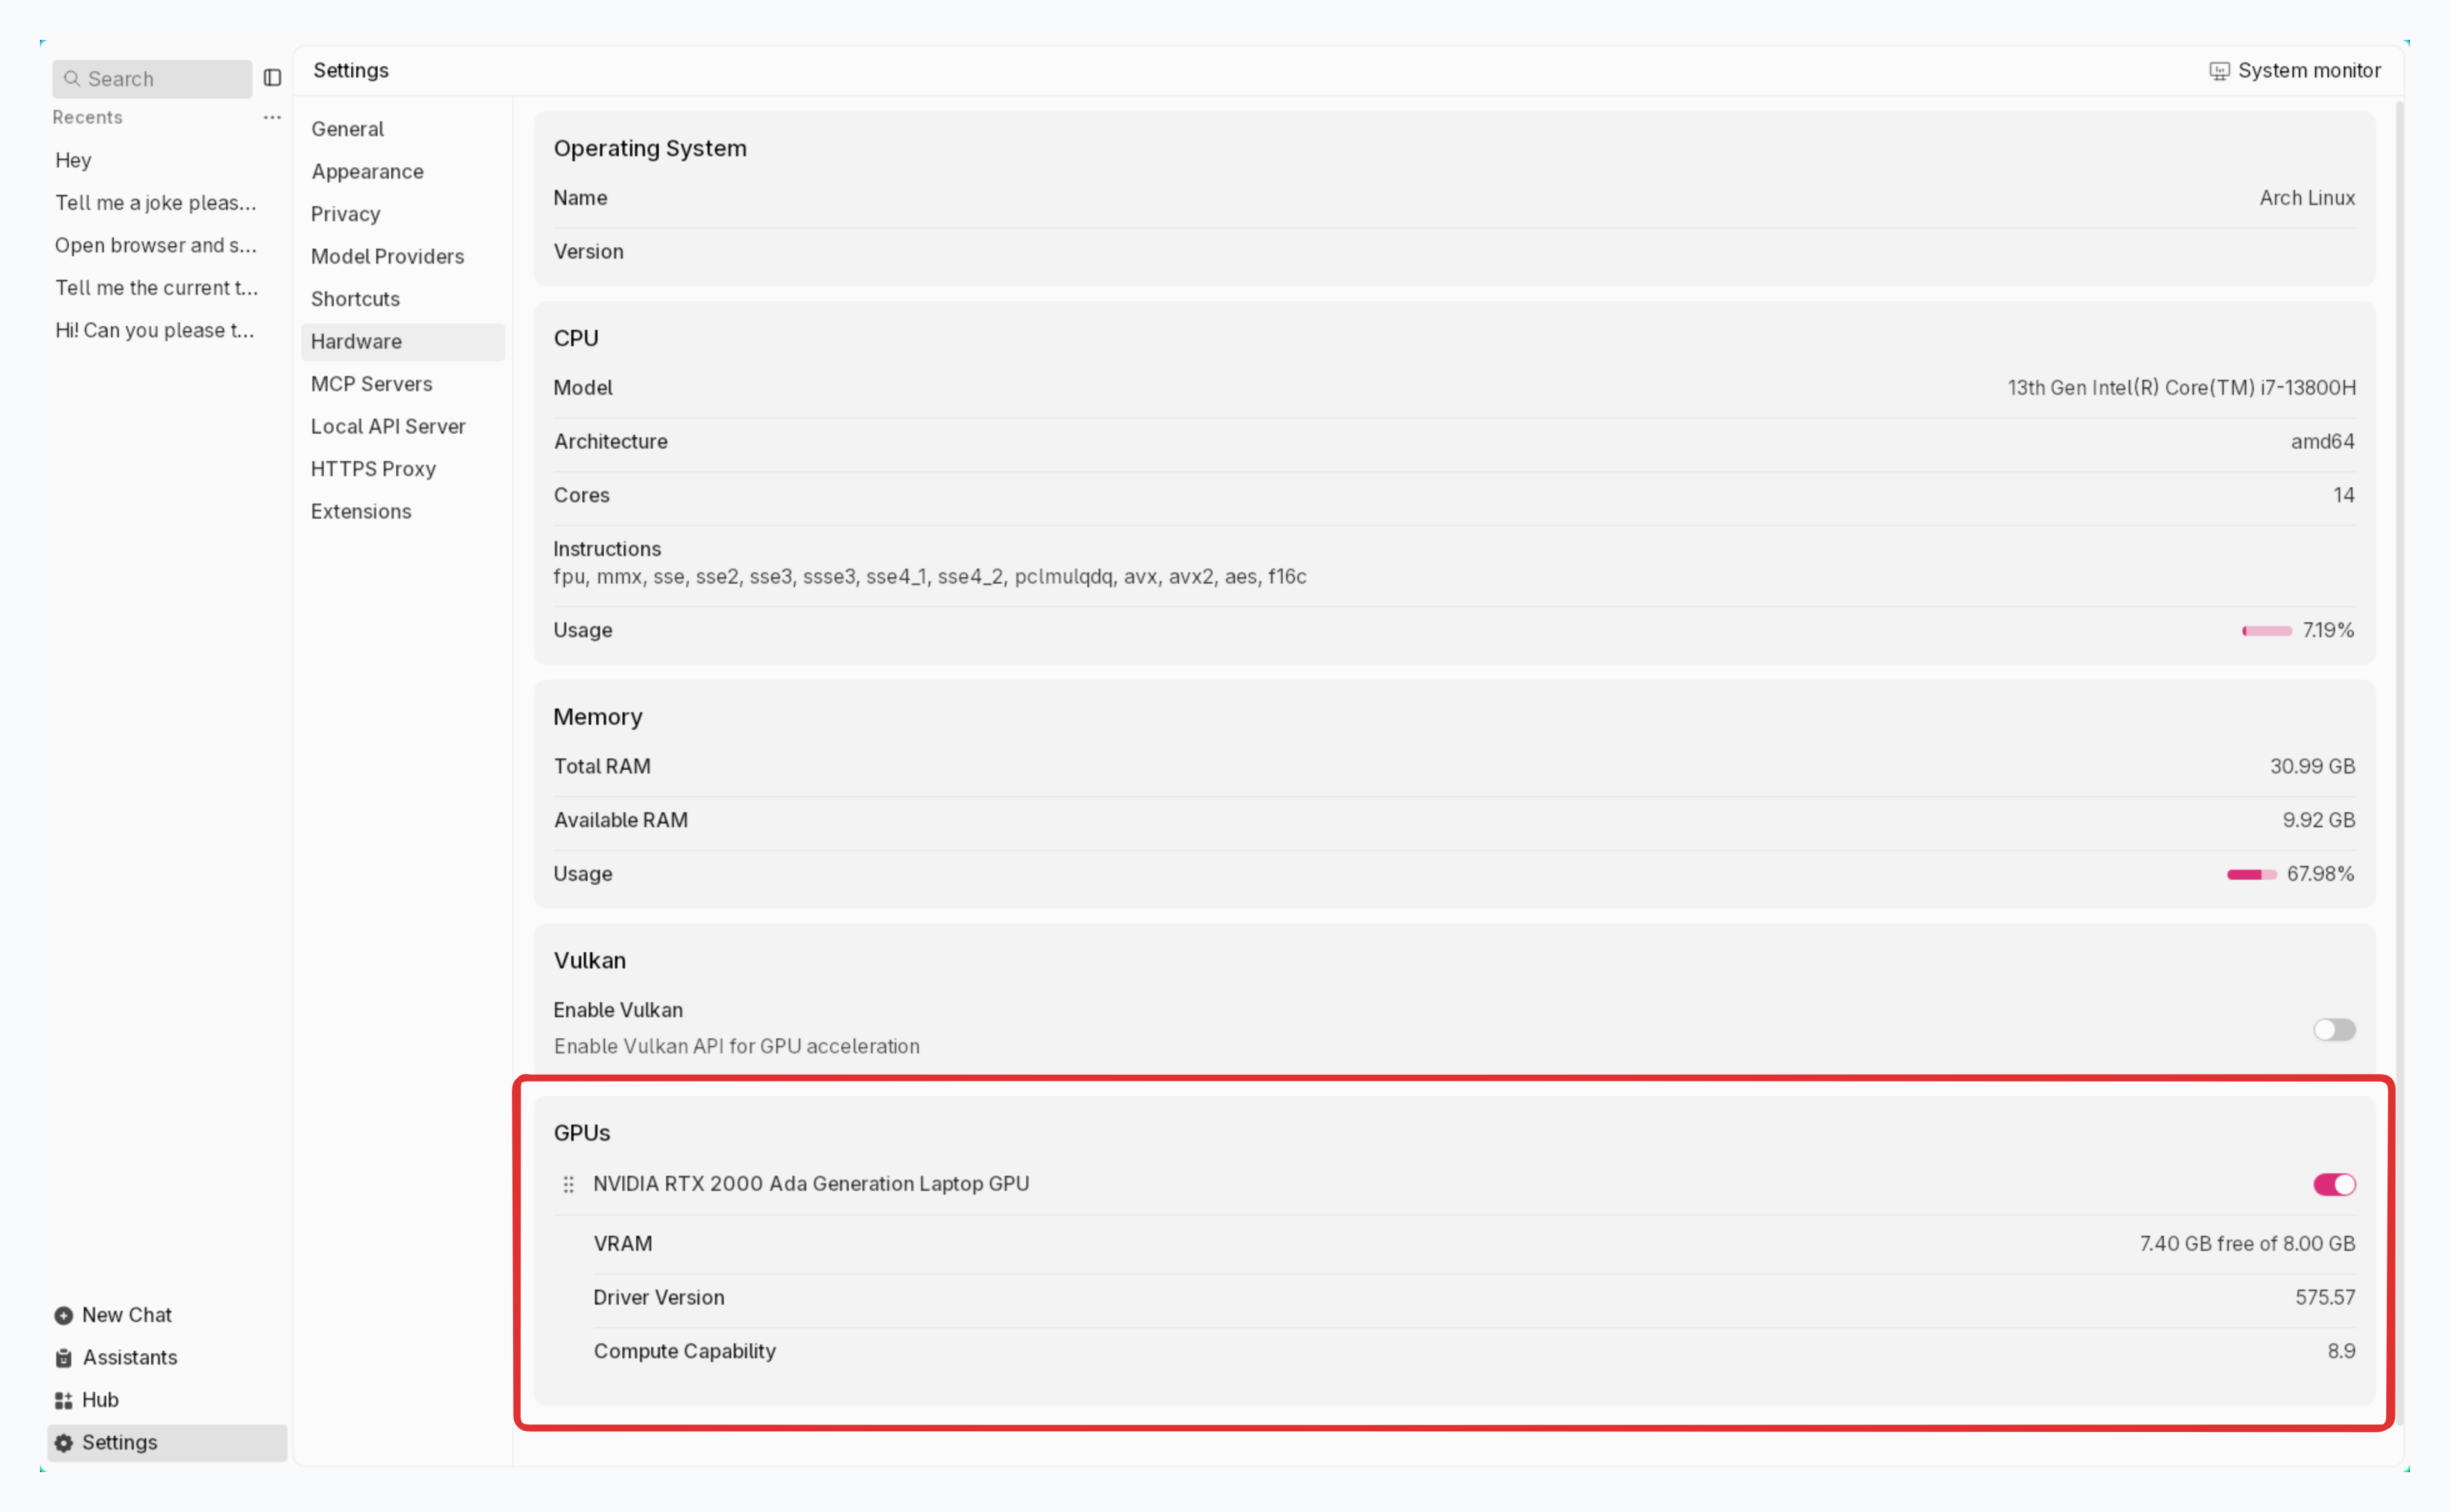 Search
Recents
Hey
Tell me a joke pleas...
Open browser and s...
Tell me the current t...
Hi! Can you please t...
New Chat
Assistants
Hub
Settings
Settings
System monitor
General
Appearance
Privacy
Model Providers
Shortcuts
Hardware
MCP Servers
Local API Server
HTTPS Proxy
Extensions
Operating System
Name Arch Linux
Version
CPU
Model 13th Gen Intel(R) Core(TM) i7-13800H
Architecture amd64
Cores 14
Instructions
fpu, mmx, sse, sse2, sse3, ssse3, sse4_1, sse4_2, pclmulqdq, avx, avx2, aes, f16c
Usage 7.19%
Memory
Total RAM 30.99 GB
Available RAM 9.92 GB
Usage 67.98%
Vulkan
Enable Vulkan
Enable Vulkan API for GPU acceleration
GPUs
NVIDIA RTX 2000 Ada Generation Laptop GPU
VRAM 7.40 GB free of 8.00 GB
Driver Version 575.57
Compute Capability 8.9